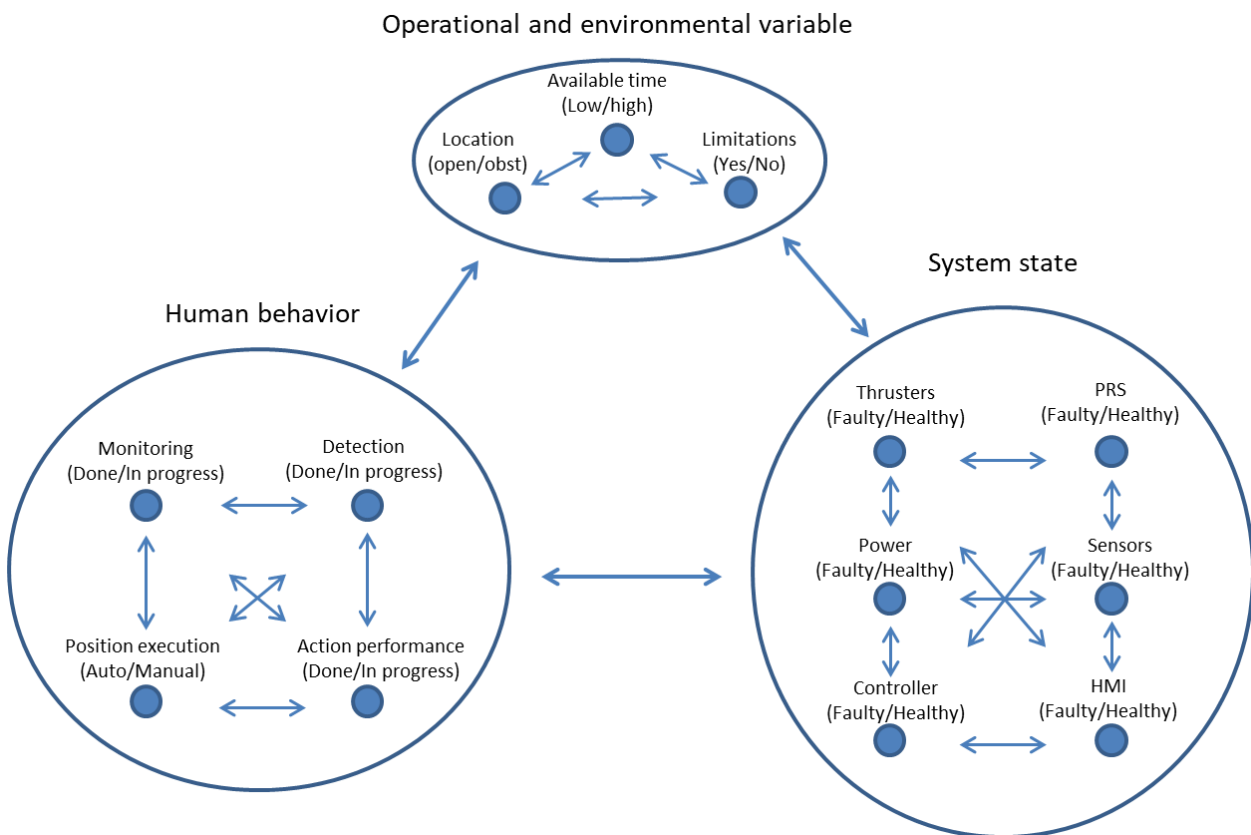 Operational and environmental variable
Available time
(Low/high)
Location
(open/obst)
Limitations
(Yes/No)
Human behavior
Monitoring
(Done/In progress)
Detection
(Done/In progress)
Position execution
(Auto/Manual)
Action performance
(Done/In progress)
System state
Thrusters
(Faulty/Healthy)
PRS
(Faulty/Healthy)
Power
(Faulty/Healthy)
Sensors
(Faulty/Healthy)
Controller
(Faulty/Healthy)
HMI
(Faulty/Healthy)